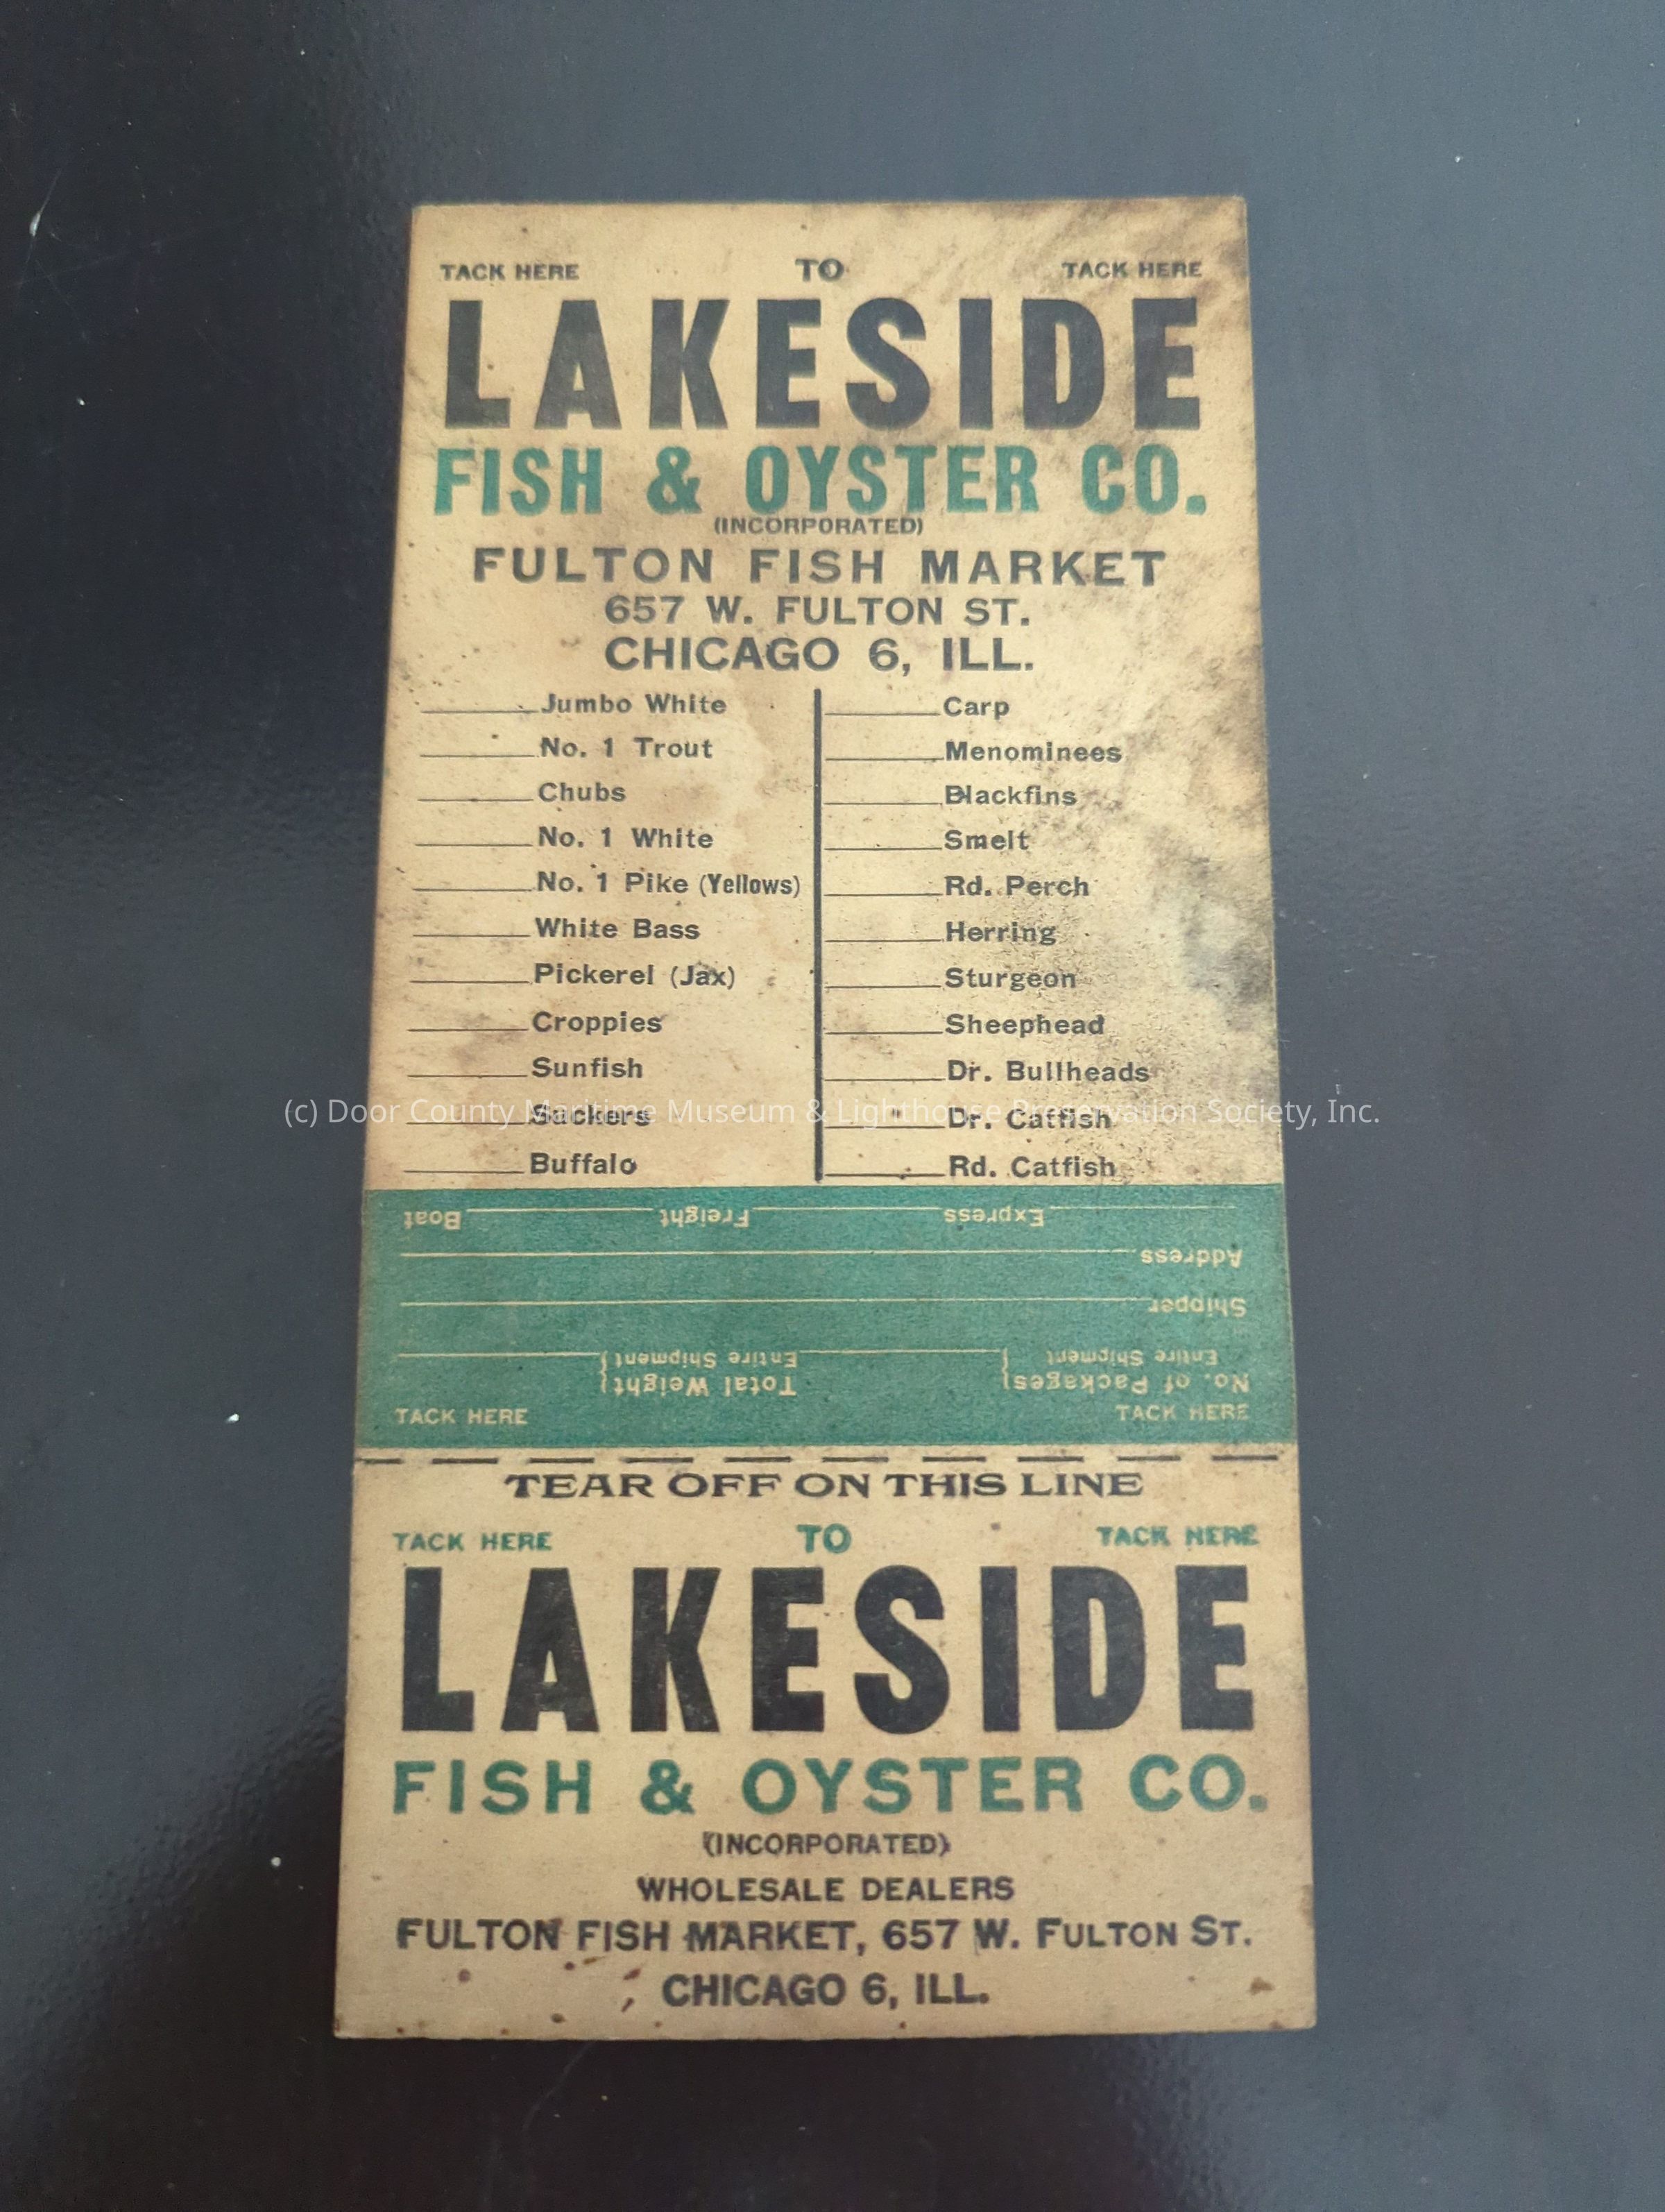 TACK HERE TO TACK HERE
LAKESIDE
FISH & OYSTER CO.
(INCORPORATED)
FULTON FISH MARKET
657 W. FULTON ST.
CHICAGO 6, ILL.
Jumbo White
No. 1 Trout
Chubs
No. 1 White
No. 1 Pike (Yellows)
White Bass
Pickerel (Jax)
Croppies
Sunfish
Suckers
Buffalo
Carp
Menominees
Blackfins
Smelt
Rd. Perch
Herring
Sturgeon
Sheephead
Dr. Bullheads
Dr. Catfish
Rd. Catfish
(c) Door County Maritime Museum & Lighthouse Preservation Society, Inc.
No. of Packages } Total Weight }
Entire Shipment } Entire Shipment }
Shipper
Address
Express Freight Boat
TACK HERE TACK HERE
TEAR OFF ON THIS LINE
TACK HERE TO TACK HERE
LAKESIDE
FISH & OYSTER CO.
(INCORPORATED)
WHOLESALE DEALERS
FULTON FISH MARKET, 657 W. FULTON ST.
CHICAGO 6, ILL.